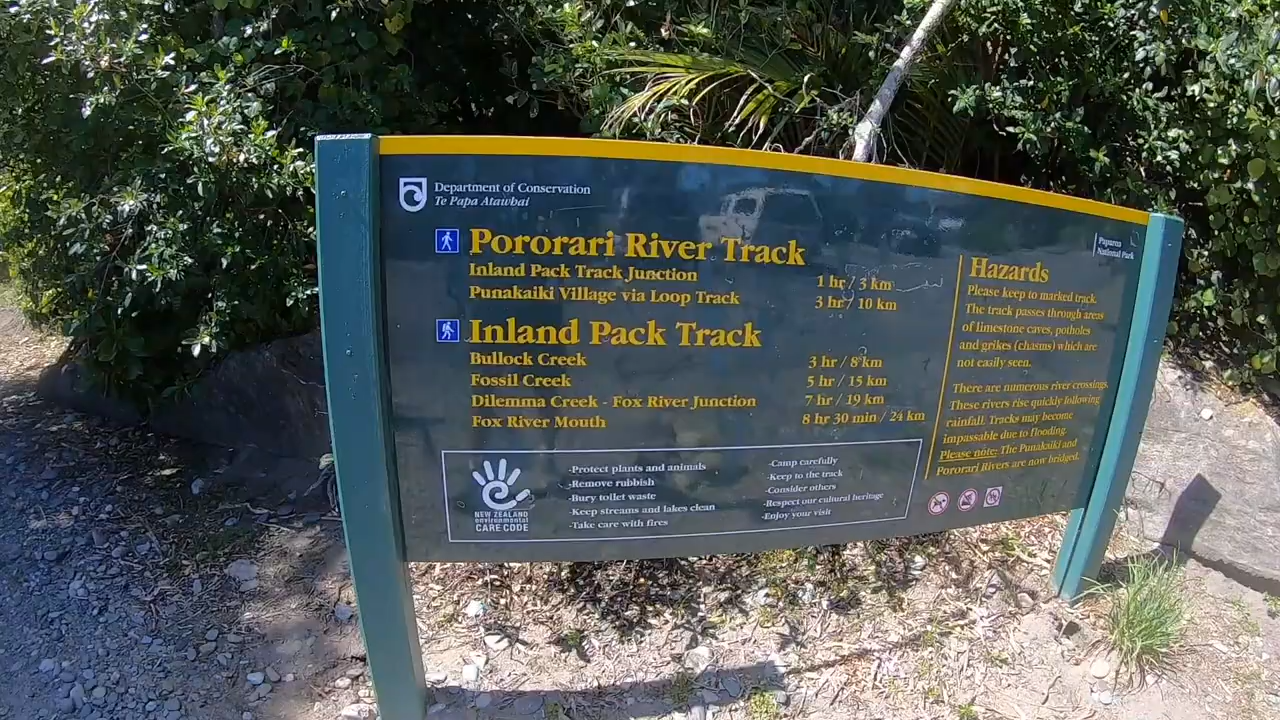 Department of Conservation
Te Papa Atawhai
Pororari River Track
Inland Pack Track Junction 1 hr / 3 km
Punakaiki Village via Loop Track 3 hr / 10 km
Inland Pack Track
Bullock Creek 3 hr / 8 km
Fossil Creek 5 hr / 15 km
Dilemma Creek - Fox River Junction 7 hr / 19 km
Fox River Mouth 8 hr 30 min / 24 km
NEW ZEALAND
environmental
CARE CODE
-Protect plants and animals
-Remove rubbish
-Bury toilet waste
-Keep streams and lakes clean
-Take care with fires
-Camp carefully
-Keep to the track
-Consider others
-Respect our cultural heritage
-Enjoy your visit
Paparoa
National Park
Hazards
Please keep to marked track.
The track passes through areas
of limestone caves, potholes
and grikes (chasms) which are
not easily seen.
There are numerous river crossings.
These rivers rise quickly following
rainfall. Tracks may become
impassable due to flooding.
Please note: The Punakaiki and
Pororari Rivers are now bridged.